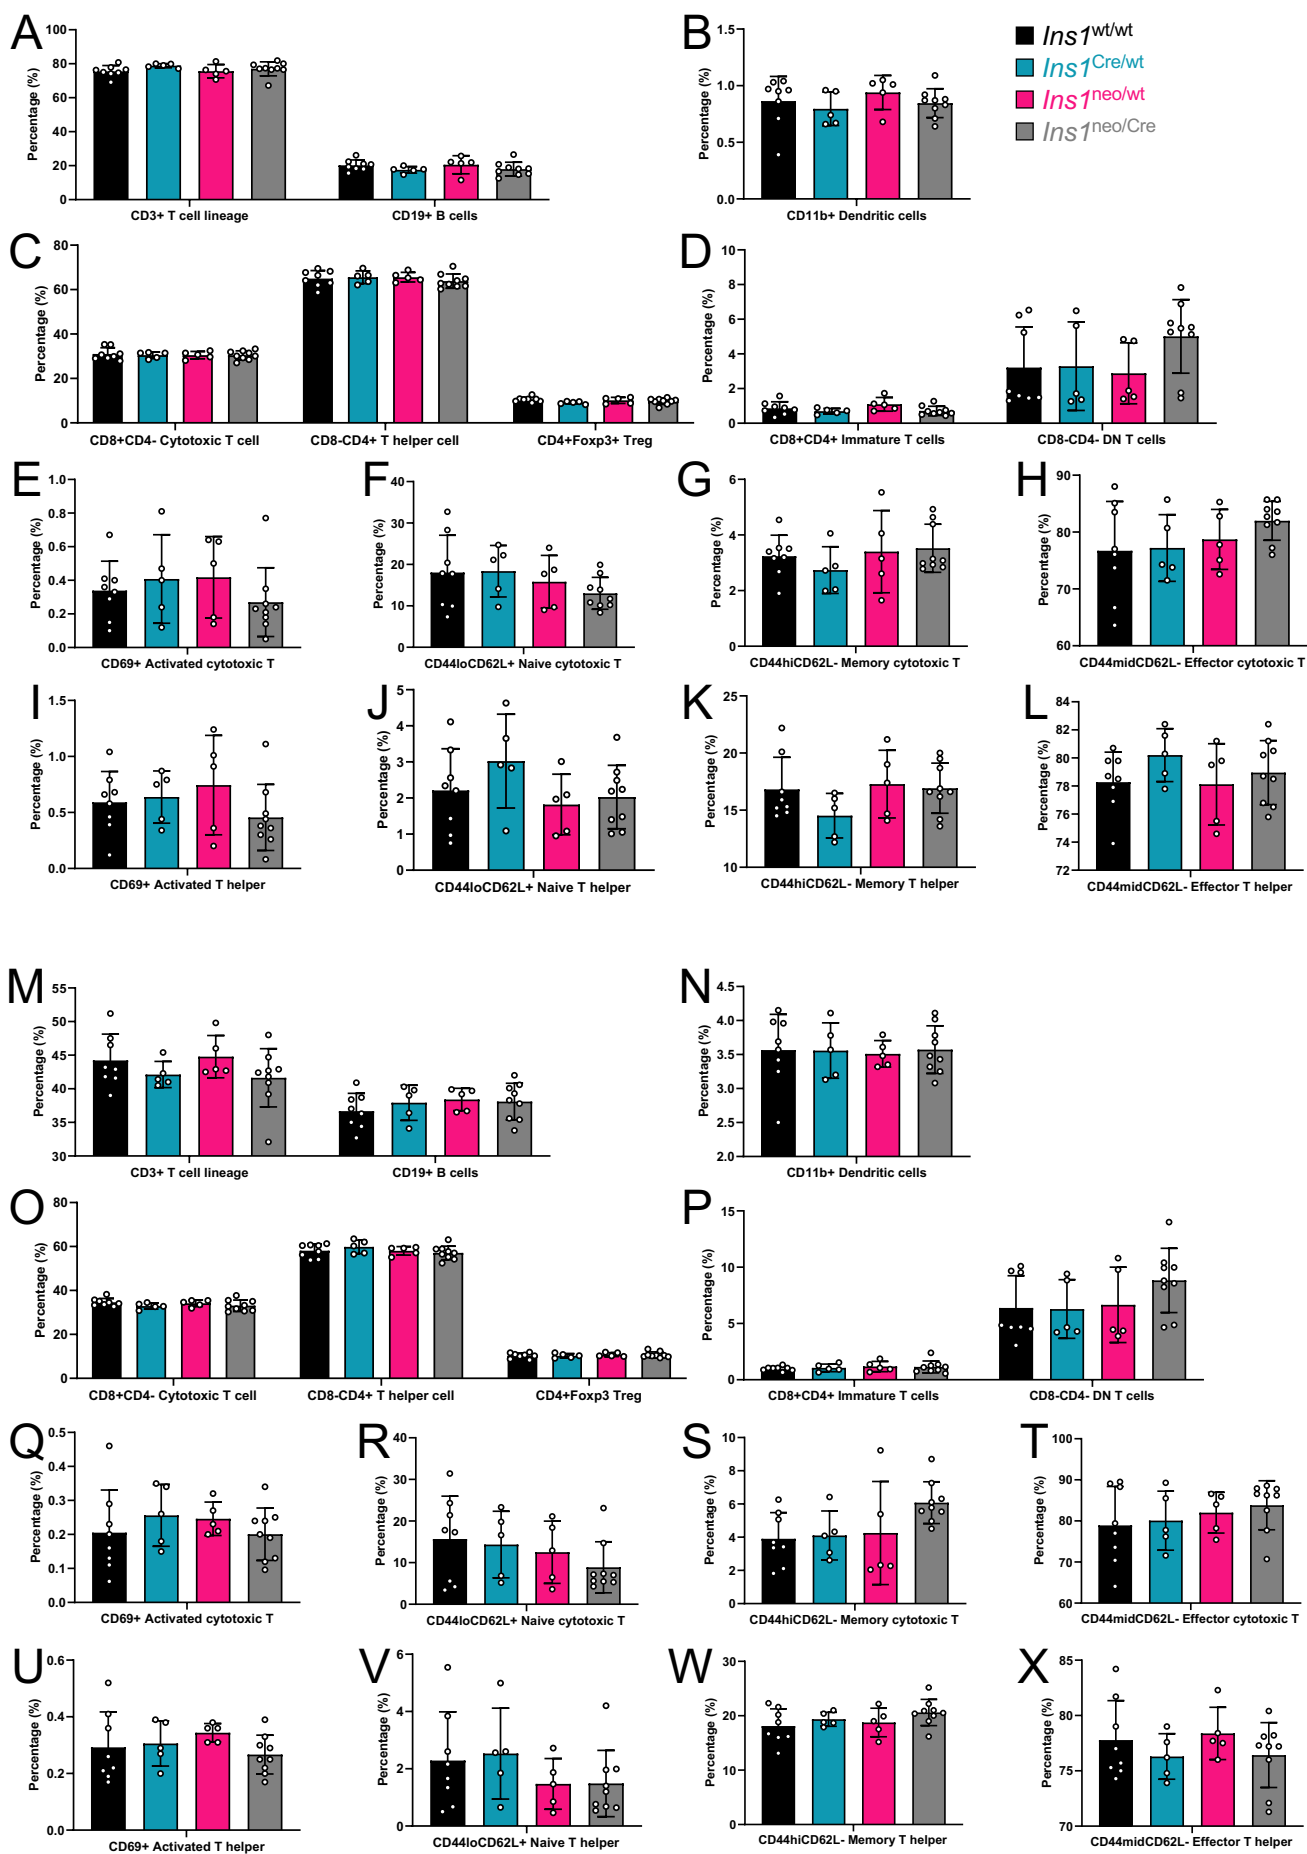 A
Percentage (%)
100
80
60
40
20
0
CD3+ T cell lineage
CD19+ B cells
B
Percentage (%)
1.5
1.0
0.5
0.0
CD11b+ Dendritic cells
Ins1wt/wt
Ins1Cre/wt
Ins1neo/wt
Ins1neo/Cre
C
Percentage (%)
80
60
40
20
0
CD8+CD4- Cytotoxic T cell
CD8-CD4+ T helper cell
CD4+Foxp3+ Treg
D
Percentage (%)
10
8
6
4
2
0
CD8+CD4+ Immature T cells
CD8-CD4- DN T cells
E
Percentage (%)
1.0
0.8
0.6
0.4
0.2
0.0
CD69+ Activated cytotoxic T
F
Percentage (%)
40
30
20
10
0
CD44loCD62L+ Naive cytotoxic T
G
Percentage (%)
6
4
2
0
CD44hiCD62L- Memory cytotoxic T
H
Percentage (%)
90
80
70
60
CD44midCD62L- Effector cytotoxic T
I
Percentage (%)
1.5
1.0
0.5
0.0
CD69+ Activated T helper
J
Percentage (%)
5
4
3
2
1
0
CD44loCD62L+ Naive T helper
K
Percentage (%)
25
20
15
10
CD44hiCD62L- Memory T helper
L
Percentage (%)
84
82
80
78
76
74
72
CD44midCD62L- Effector T helper
M
Percentage (%)
55
50
45
40
35
30
CD3+ T cell lineage
CD19+ B cells
N
Percentage (%)
4.5
4.0
3.5
3.0
2.5
2.0
CD11b+ Dendritic cells
O
Percentage (%)
80
60
40
20
0
CD8+CD4- Cytotoxic T cell
CD8-CD4+ T helper cell
CD4+Foxp3 Treg
P
Percentage (%)
15
10
5
0
CD8+CD4+ Immature T cells
CD8-CD4- DN T cells
Q
Percentage (%)
0.5
0.4
0.3
0.2
0.1
0.0
CD69+ Activated cytotoxic T
R
Percentage (%)
40
30
20
10
0
CD44loCD62L+ Naive cytotoxic T
S
Percentage (%)
10
8
6
4
2
0
CD44hiCD62L- Memory cytotoxic T
T
Percentage (%)
100
90
80
70
60
CD44midCD62L- Effector cytotoxic T
U
Percentage (%)
0.6
0.4
0.2
0.0
CD69+ Activated T helper
V
Percentage (%)
6
4
2
0
CD44loCD62L+ Naive T helper
W
Percentage (%)
30
20
10
0
CD44hiCD62L- Memory T helper
X
Percentage (%)
85
80
75
70
CD44midCD62L- Effector T helper